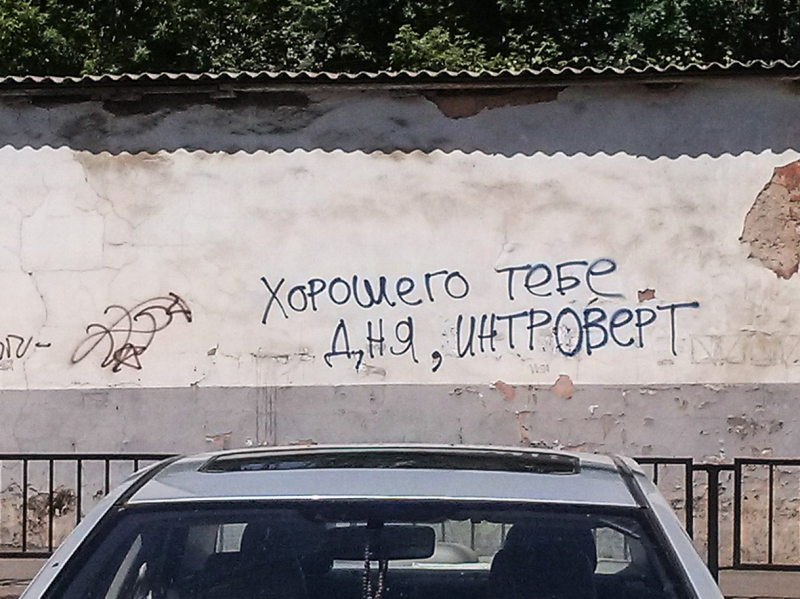 Хорошего тебе
дня, интроверт